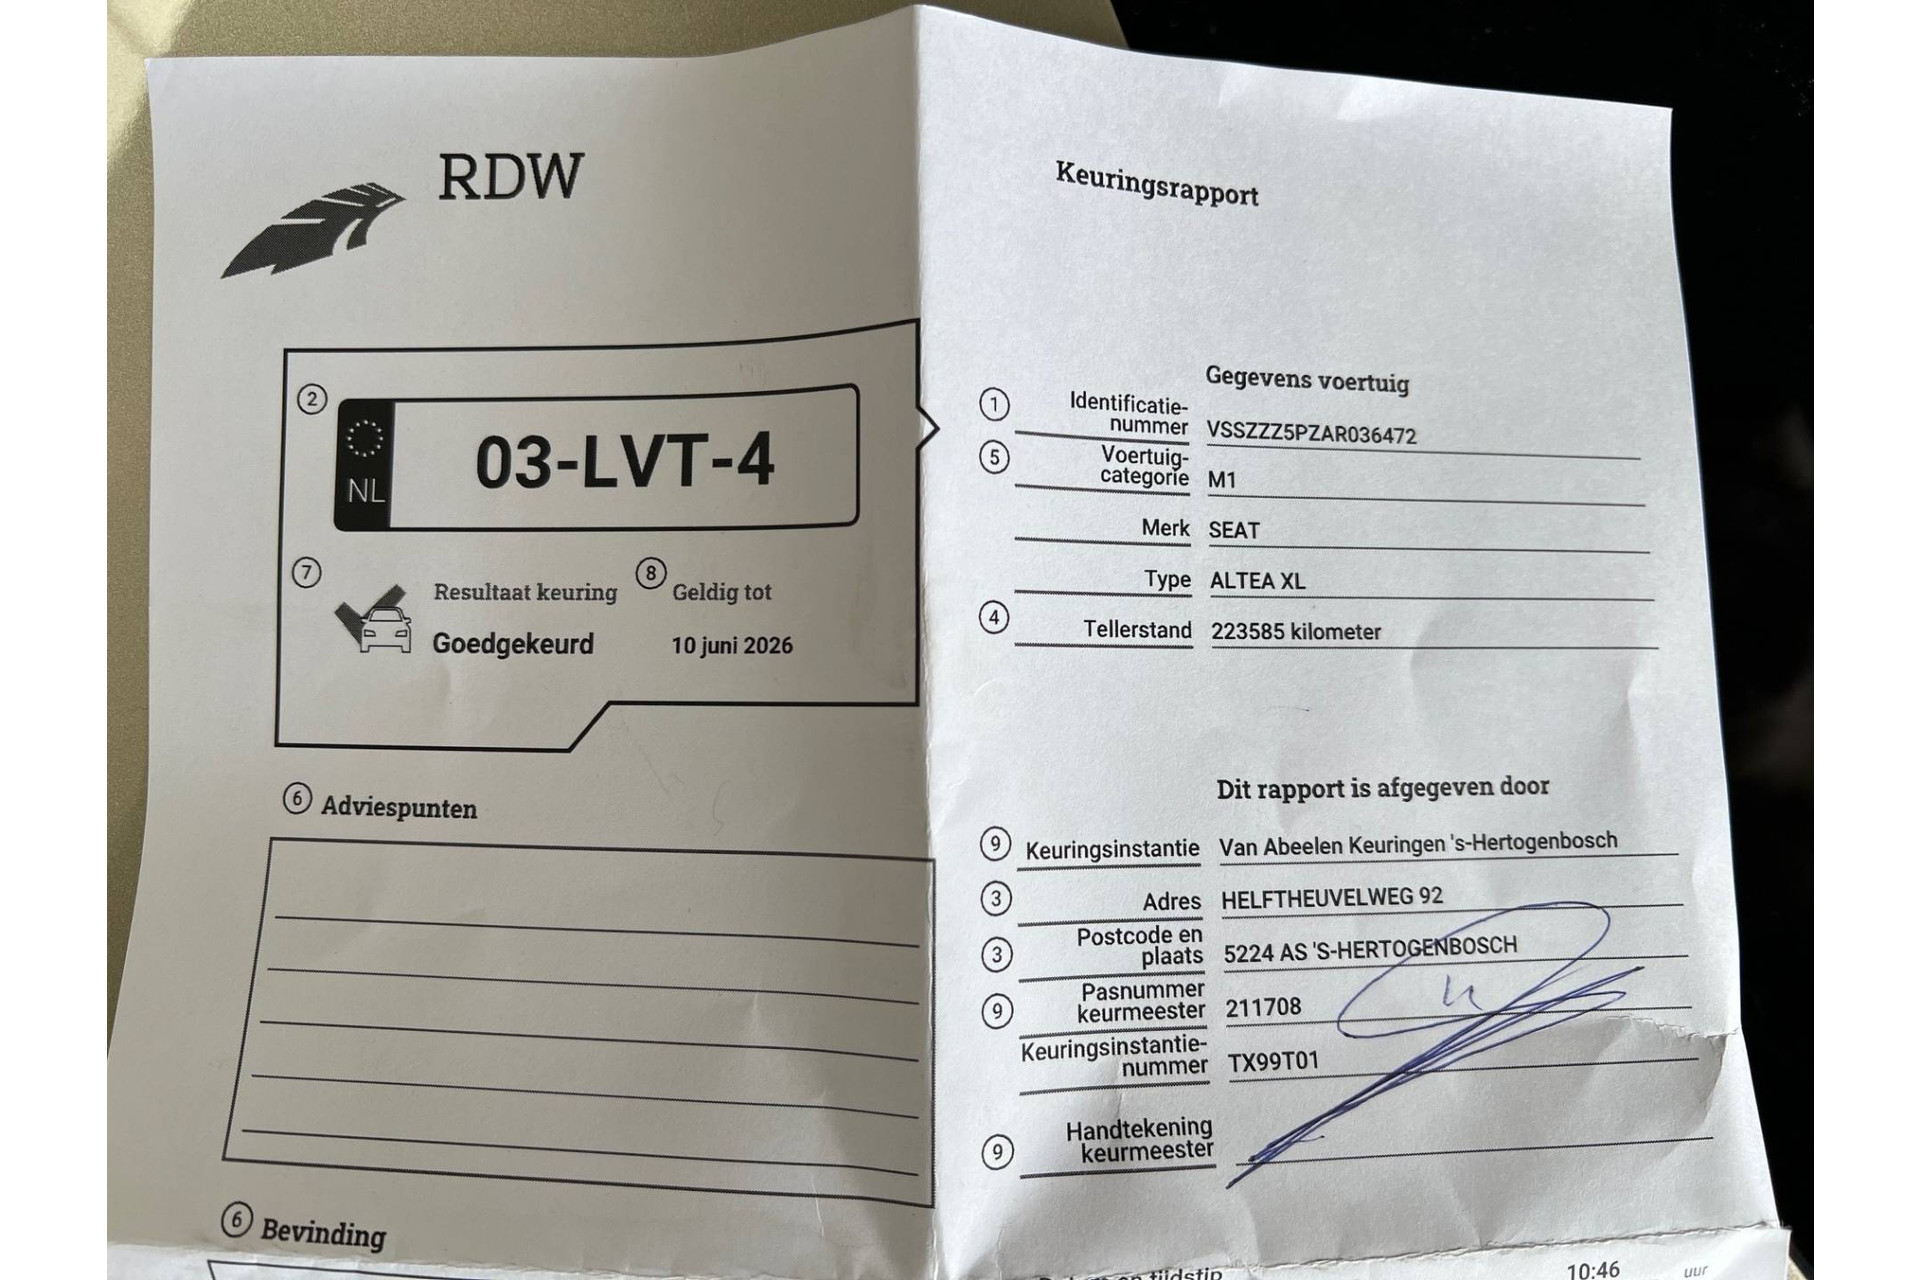 RDW
2
NL
03-LVT-4
7
Resultaat keuring
Goedgekeurd
8
Geldig tot
10 juni 2026
6 Adviespunten
6 Bevinding
Keuringsrapport
Gegevens voertuig
1 Identificatie-
nummer VSSZZZ5PZAR036472
5 Voertuig-
categorie M1
Merk SEAT
Type ALTEA XL
4 Tellerstand 223585 kilometer
Dit rapport is afgegeven door
9 Keuringsinstantie Van Abeelen Keuringen 's-Hertogenbosch
3 Adres HELFTHEUVELWEG 92
3 Postcode en
plaats 5224 AS 'S-HERTOGENBOSCH
9 Pasnummer
keurmeester 211708
Keuringsinstantie-
nummer TX99T01
9 Handtekening
keurmeester
tijdstip 10:46 uur